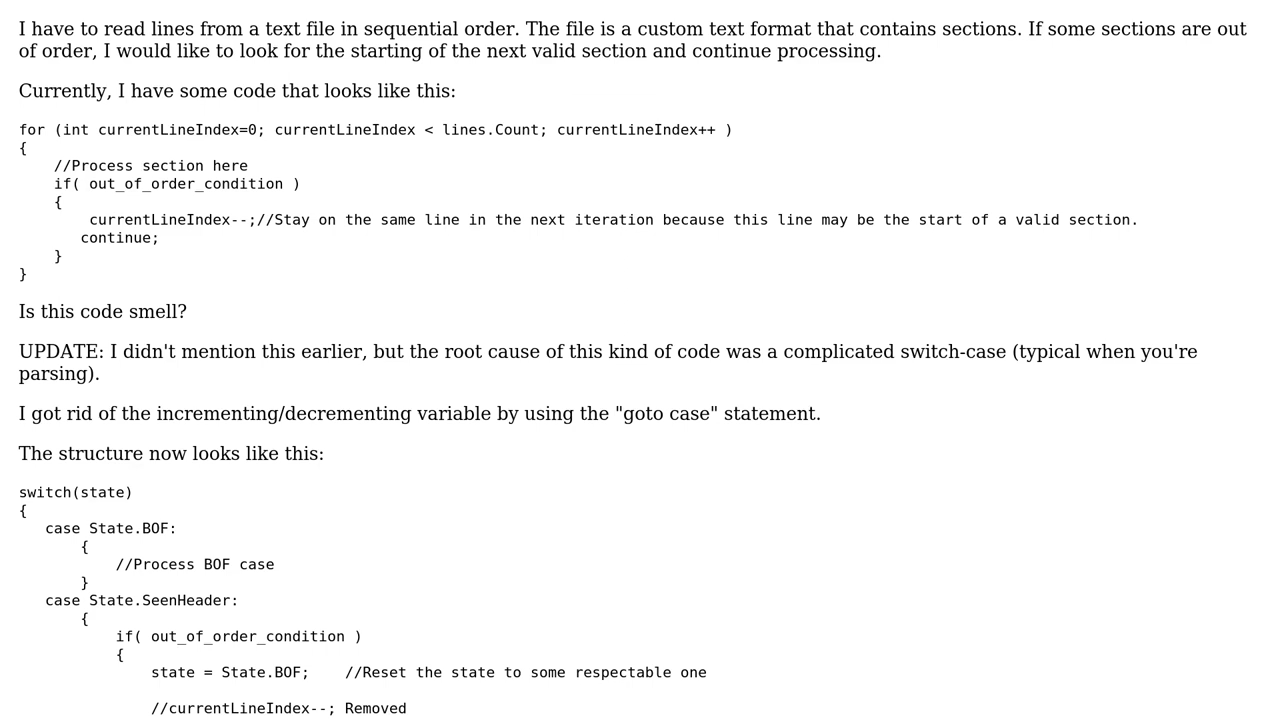 I have to read lines from a text file in sequential order. The file is a custom text format that contains sections. If some sections are out
of order, I would like to look for the starting of the next valid section and continue processing.
Currently, I have some code that looks like this:
for (int currentLineIndex=0; currentLineIndex < lines.Count; currentLineIndex++ )
{
    //Process section here
    if( out_of_order_condition )
    {
        currentLineIndex--;//Stay on the same line in the next iteration because this line may be the start of a valid section.
       continue;
    }
}
Is this code smell?
UPDATE: I didn't mention this earlier, but the root cause of this kind of code was a complicated switch-case (typical when you're
parsing).
I got rid of the incrementing/decrementing variable by using the "goto case" statement.
The structure now looks like this:
switch(state)
{
   case State.BOF:
       {
           //Process BOF case
       }
   case State.SeenHeader:
       {
           if( out_of_order_condition )
           {
               state = State.BOF;    //Reset the state to some respectable one
               //currentLineIndex--; Removed